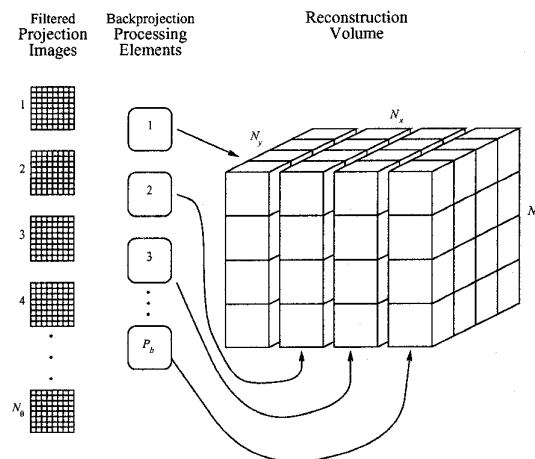 Filtered
Projection
Images
Backprojection
Processing
Elements
Reconstruction
Volume
1
2
3
4
N_θ
1
2
3
P_b
N_x
N_y
N